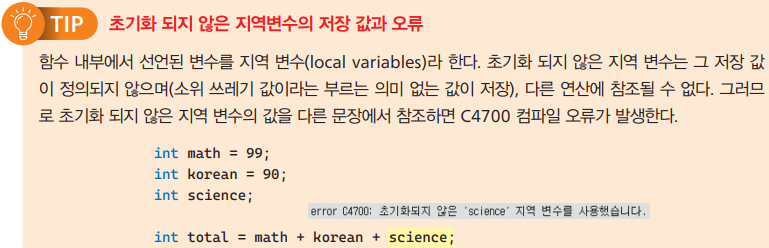 TIP 초기화 되지 않은 지역변수의 저장 값과 오류
함수 내부에서 선언된 변수를 지역 변수(local variables)라 한다. 초기화 되지 않은 지역 변수는 그 저장 값
이 정의되지 않으며(소위 쓰레기 값이라는 부르는 의미 없는 값이 저장), 다른 연산에 참조될 수 없다. 그러므
로 초기화 되지 않은 지역 변수의 값을 다른 문장에서 참조하면 C4700 컴파일 오류가 발생한다.
int math = 99;
int korean = 90;
int science;
error C4700: 초기화되지 않은 'science' 지역 변수를 사용했습니다.
int total = math + korean + science;